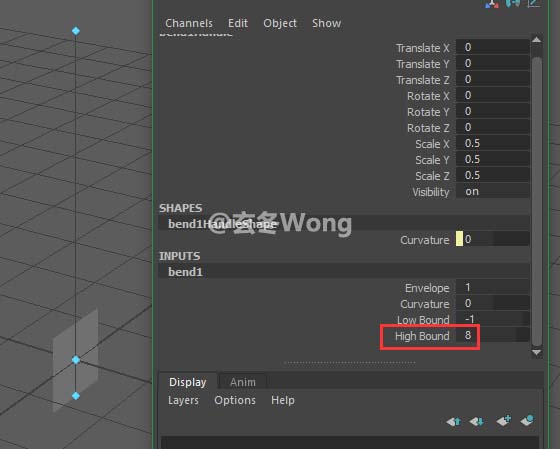 Channels Edit Object Show
bend1Handle
Translate X 0
Translate Y 0
Translate Z 0
Rotate X 0
Rotate Y 0
Rotate Z 0
Scale X 0.5
Scale Y 0.5
Scale Z 0.5
Visibility on
SHAPES
bend1HandleShape
@玄冬Wong
Curvature 0
INPUTS
bend1
Envelope 1
Curvature 0
Low Bound -1
High Bound 8
Display Anim
Layers Options Help